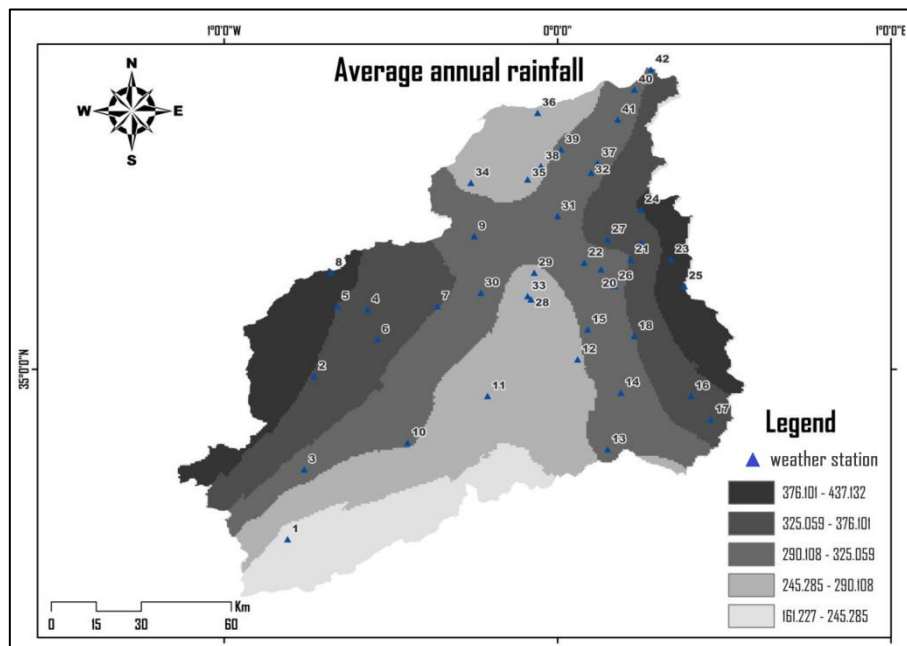 1°0'0"W
0°0'0"
1°0'0"E
Average annual rainfall
N
W E
S
42
40
36
41
39
37
38
32
34
35
24
31
27
9
21
23
22
8
29
26
25
20
30
33
5
4
7
28
15
18
6
12
35°0'0"N
2
14
16
11
17
10
13
3
1
Legend
weather station
376.101 - 437.132
325.059 - 376.101
290.108 - 325.059
245.285 - 290.108
161.227 - 245.285
Km
0 15 30 60